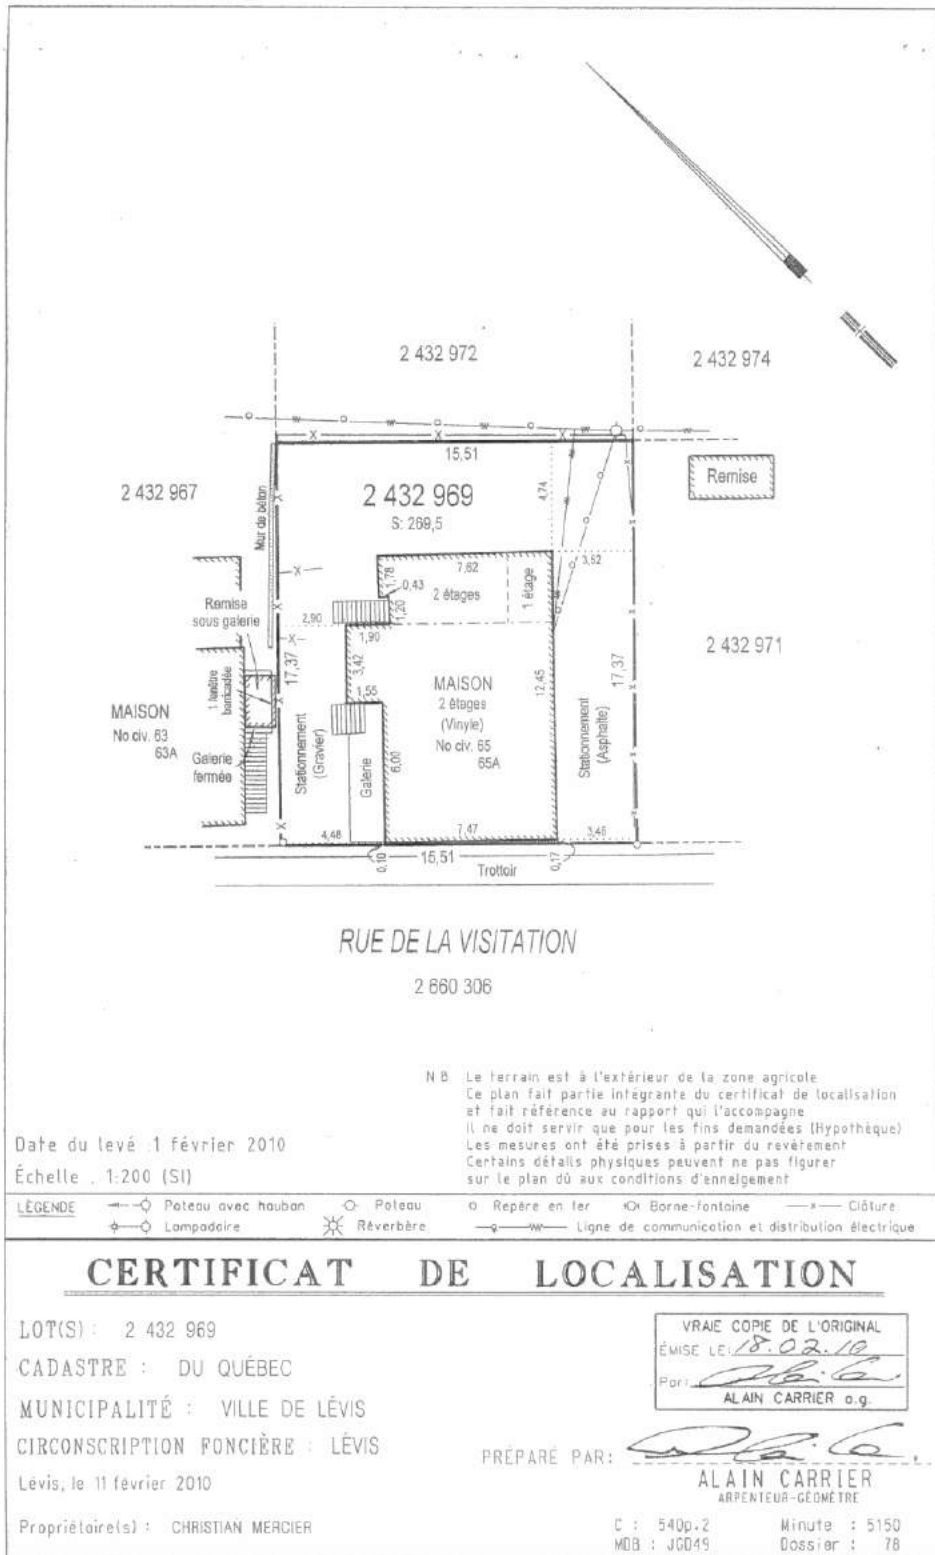 2 432 972
2 432 974
15,51
2 432 967
Mur de béton
2 432 969
S: 269,5
4,74
Remise
3,62
7,62
1,78
0,43
2 étages
1 étage
1,20
Remise
sous galerie
2,90
1,90
3,42
17,37
1,55
12,45
17,37
2 432 971
1 fenêtre
barricadée
MAISON
2 étages
(Vinyle)
No civ. 65
65A
MAISON
No civ. 63
63A
Galerie
fermée
Stationnement
(Gravier)
Galerie
6,00
Stationnement
(Asphalte)
4,48
7,47
3,46
0,10
15,51
0,17
Trottoir
RUE DE LA VISITATION
2 660 306
N B Le terrain est à l'extérieur de la zone agricole
Ce plan fait partie intégrante du certificat de localisation
et fait référence au rapport qui l'accompagne
Il ne doit servir que pour les fins demandées (Hypothèque)
Les mesures ont été prises à partir du revêtement
Certains détails physiques peuvent ne pas figurer
sur le plan dû aux conditions d'enneigement
Date du levé : 1 février 2010
Échelle : 1:200 (SI)
LÉGENDE Poteau avec hauban Poteau Repère en fer Borne-fontaine Clôture
Lampadaire Réverbère Ligne de communication et distribution électrique
CERTIFICAT DE LOCALISATION
LOT(S) : 2 432 969
CADASTRE : DU QUÉBEC
MUNICIPALITÉ : VILLE DE LÉVIS
CIRCONSCRIPTION FONCIÈRE : LÉVIS
Lévis, le 11 février 2010
Propriétaire(s) : CHRISTIAN MERCIER
VRAIE COPIE DE L'ORIGINAL
ÉMISE LE: 18.02.10
Par:
ALAIN CARRIER a.g.
PRÉPARÉ PAR:
ALAIN CARRIER
ARPENTEUR-GÉOMÈTRE
C : 540p.2 Minute : 5150
MDB : JGD49 Dossier : 78